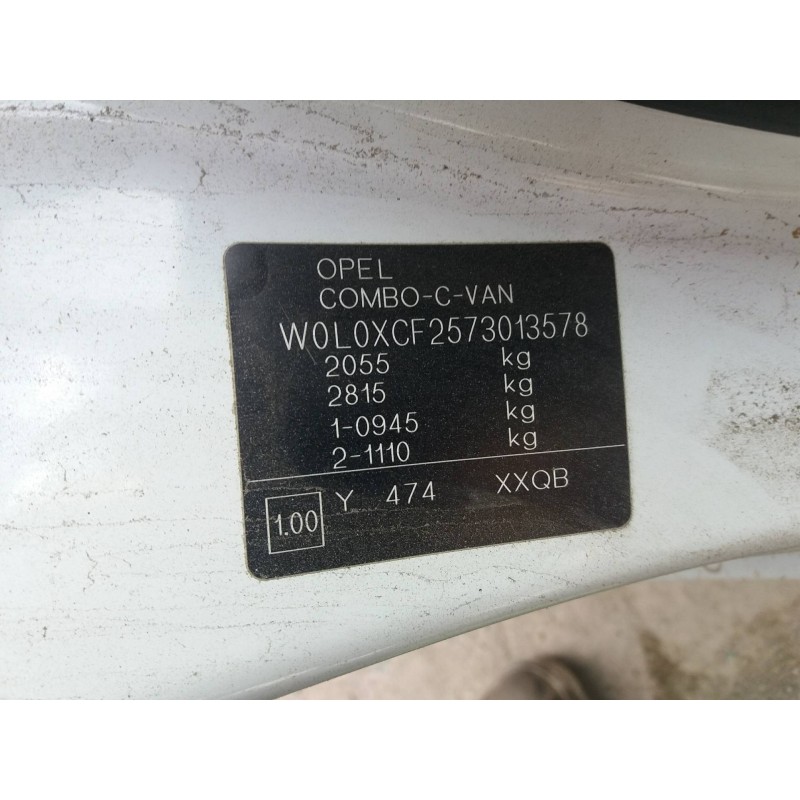 OPEL
COMBO-C-VAN
W0L0XCF2573013578
2055 kg
2815 kg
1-0945 kg
2-1110 kg
1.00 Y 474 XXQB